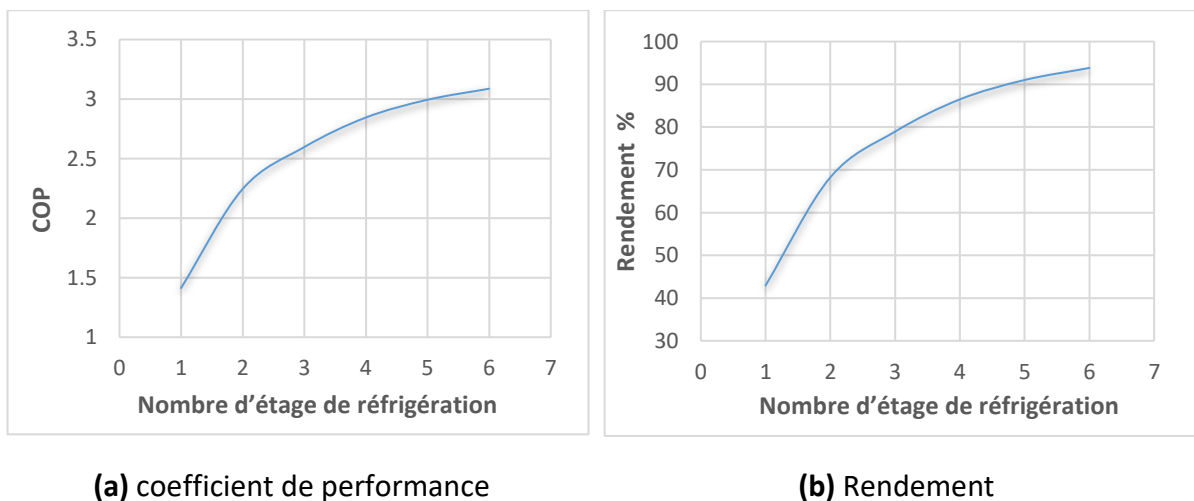 3.5
3
2.5
2
1.5
1
COP
0 1 2 3 4 5 6 7
Nombre d’étage de réfrigération
(a) coefficient de performance
100
90
80
70
60
50
40
30
Rendement %
0 1 2 3 4 5 6 7
Nombre d’étage de réfrigération
(b) Rendement